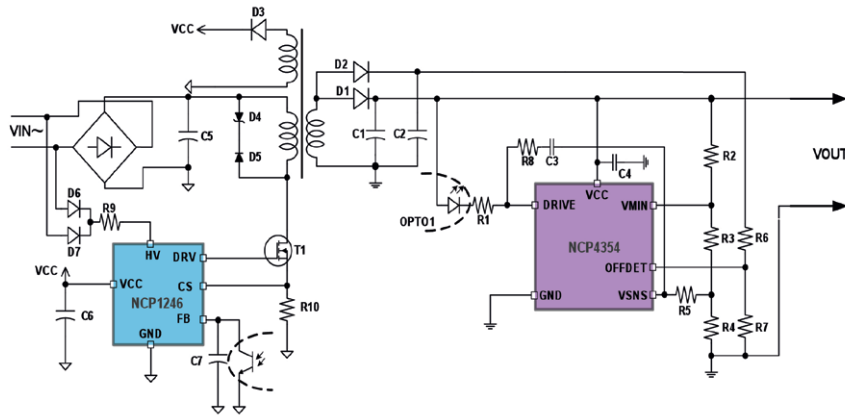 D3
VCC
D2
D1
VIN~
C5
D4
D5
C1
C2
R8
C3
R2
VOUT
C4
OPTO1
R1
DRIVE
VCC
VMIN
D6
R9
D7
R3
R6
T1
NCP4354
HV
DRV
OFFDET
VCC
VCC
CS
NCP1246
GND
VSNS
R5
R10
C6
FB
R4
R7
GND
C7